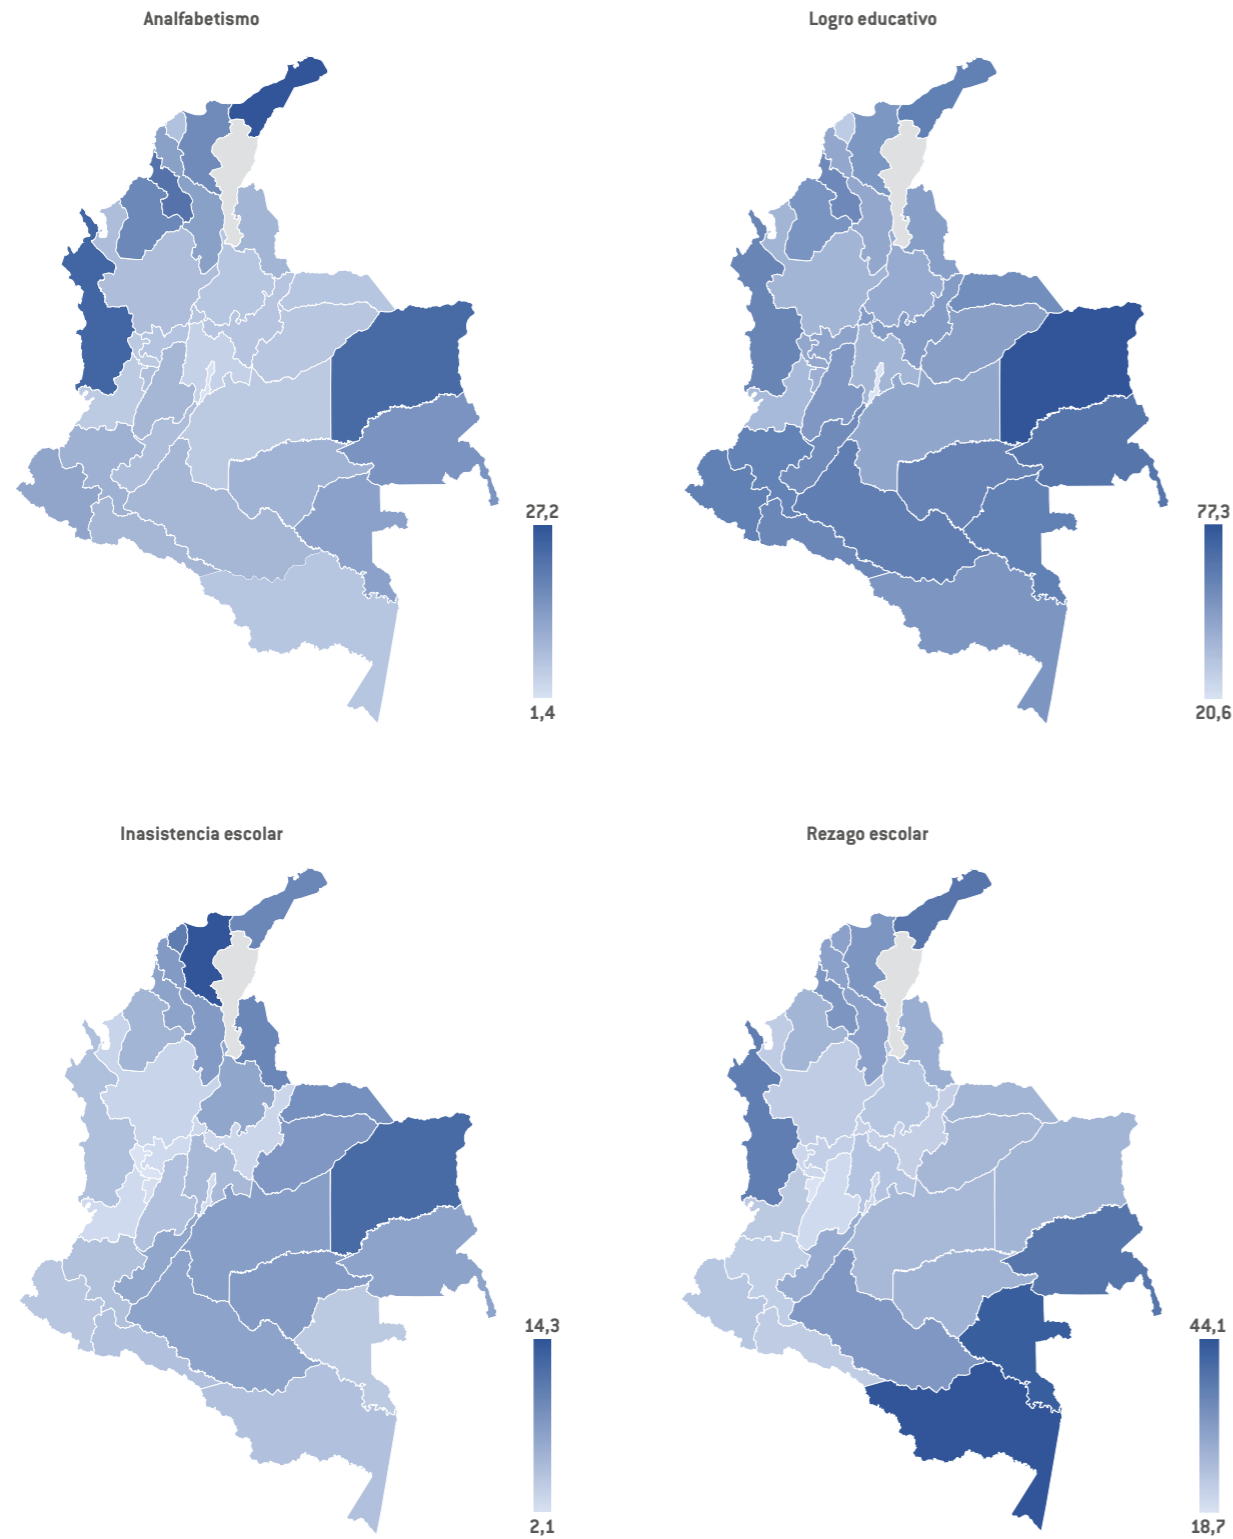 Analfabetismo
Logro educativo
27,2
1,4
77,3
20,6
Inasistencia escolar
Rezago escolar
14,3
2,1
44,1
18,7